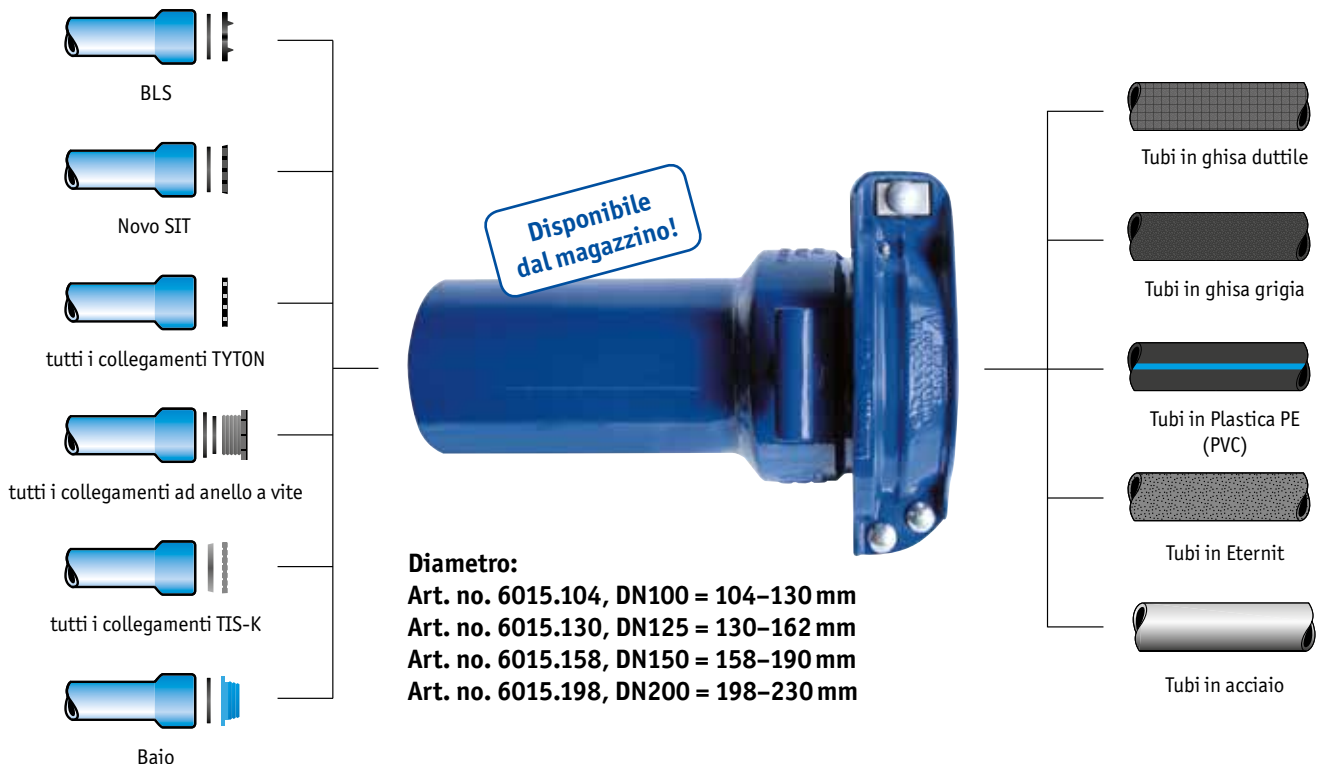 BLS
Novo SIT
tutti i collegamenti TYTON
tutti i collegamenti ad anello a vite
tutti i collegamenti TIS-K
Baio
Disponibile
dal magazzino!
Diametro:
Art. no. 6015.104, DN100 = 104–130 mm
Art. no. 6015.130, DN125 = 130–162 mm
Art. no. 6015.158, DN150 = 158–190 mm
Art. no. 6015.198, DN200 = 198–230 mm
Tubi in ghisa duttile
Tubi in ghisa grigia
Tubi in Plastica PE
(PVC)
Tubi in Eternit
Tubi in acciaio